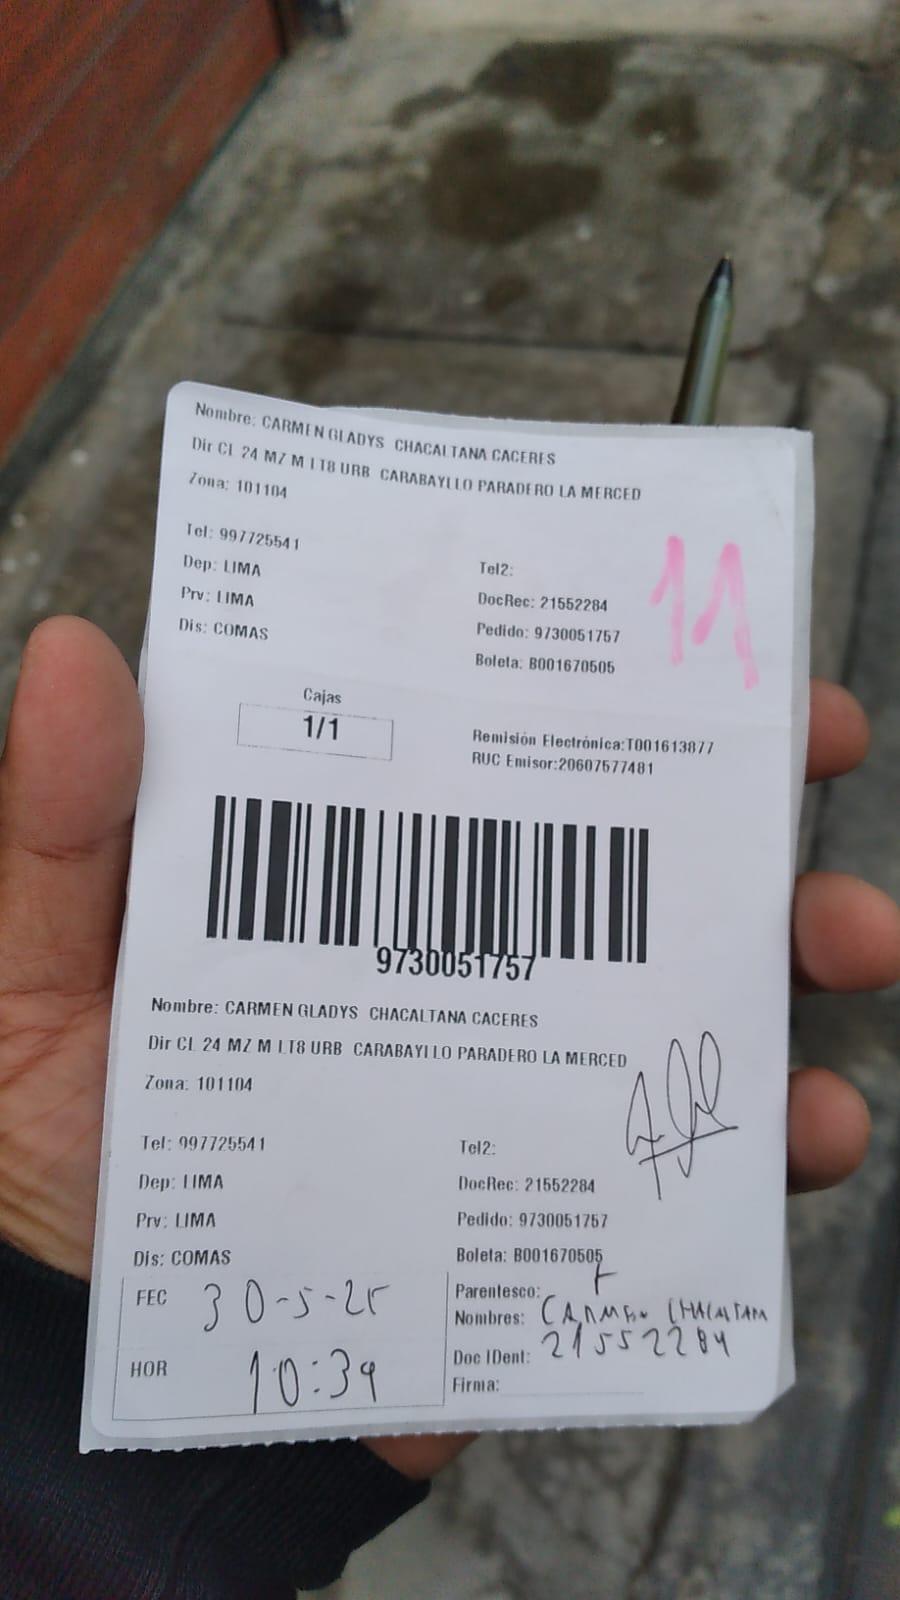 Nombre: CARMEN GLADYS CHACALTANA CACERES
Dir CL 24 MZ M LT8 URB CARABAYLLO PARADERO LA MERCED
Zona: 101104
Tel: 997725541
Tel2:
Dep: LIMA
DocRec: 21552284
Prv: LIMA
Pedido: 9730051757
Dis: COMAS
Boleta: B001670505
11
Cajas
1/1
Remisión Electrónica:T001613877
RUC Emisor:20607577481
9730051757
Nombre: CARMEN GLADYS CHACALTANA CACERES
Dir CL 24 MZ M LT8 URB CARABAYLLO PARADERO LA MERCED
Zona: 101104
Tel: 997725541
Tel2:
Dep: LIMA
DocRec: 21552284
Prv: LIMA
Pedido: 9730051757
Dis: COMAS
Boleta: B001670505
FEC 30-5-25
Parentesco:
Nombres: CARMEN CHACALTANA
HOR 10:39
Doc IDent: 21552284
Firma: